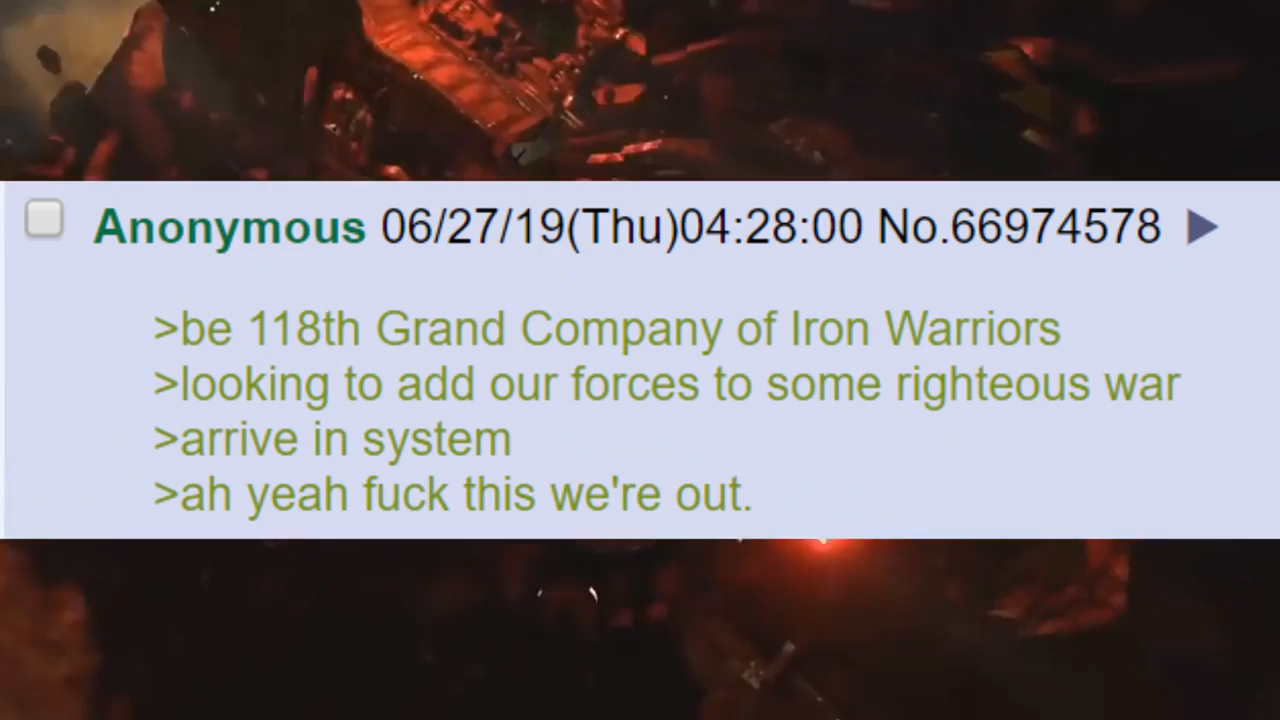 Anonymous 06/27/19(Thu)04:28:00 No.66974578
>be 118th Grand Company of Iron Warriors
>looking to add our forces to some righteous war
>arrive in system
>ah yeah fuck this we're out.